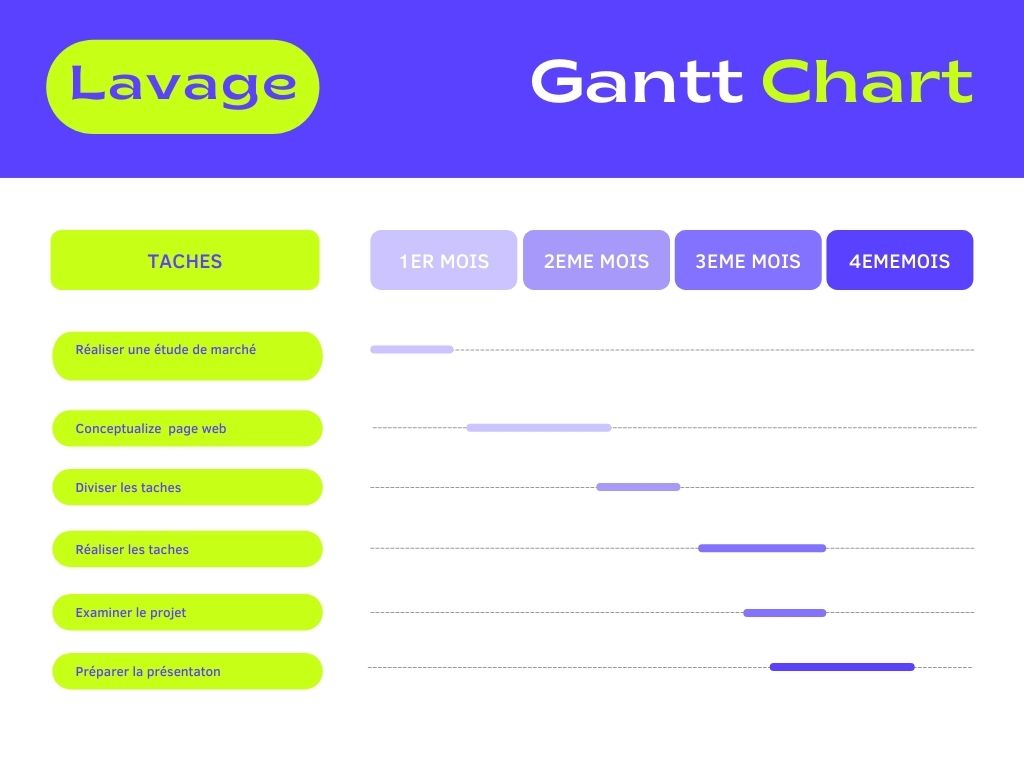 Lavage
Gantt Chart
TACHES
1ER MOIS
2EME MOIS
3EME MOIS
4EMEMOIS
Réaliser une étude de marché
Conceptualize  page web
Diviser les taches
Réaliser les taches
Examiner le projet
Préparer la présentaton